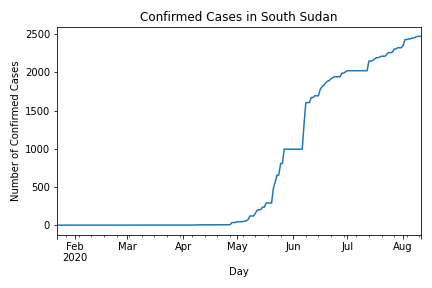 Confirmed Cases in South Sudan
2500
2000
1500
1000
500
0
Number of Confirmed Cases
Feb Mar Apr May Jun Jul Aug
2020
Day